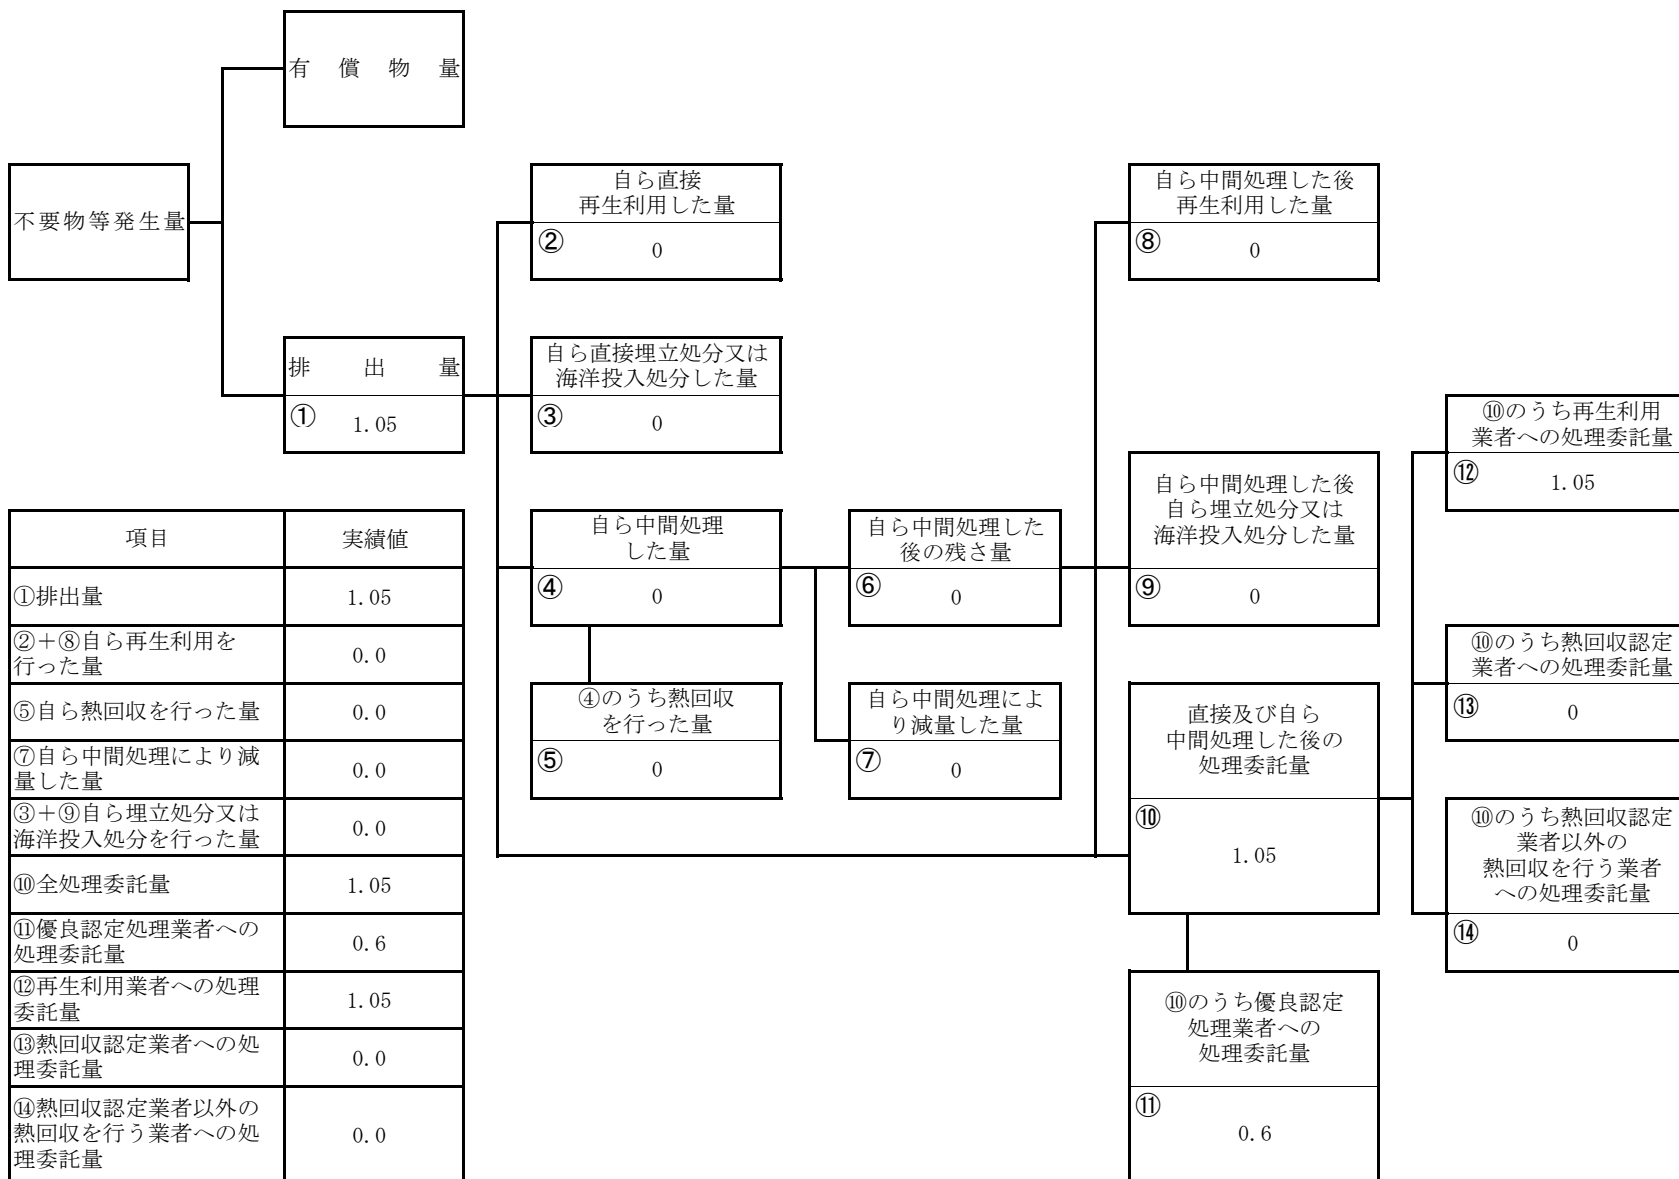 有償物量
不要物等発生量
自ら直接
再生利用した量
②
0
自ら中間処理した後
再生利用した量
⑧
0
排出量
①
1.05
自ら直接埋立処分又は
海洋投入処分した量
③
0
⑩のうち再生利用
業者への処理委託量
⑫
1.05
自ら中間処理
した量
④
0
自ら中間処理した
後の残さ量
⑥
0
自ら中間処理した後
自ら埋立処分又は
海洋投入処分した量
⑨
0
⑩のうち熱回収認定
業者への処理委託量
⑬
0
④のうち熱回収
を行った量
⑤
0
自ら中間処理によ
り減量した量
⑦
0
直接及び自ら
中間処理した後の
処理委託量
⑩
1.05
⑩のうち熱回収認定
業者以外の
熱回収を行う業者
への処理委託量
⑭
0
⑩のうち優良認定
処理業者への
処理委託量
⑪
0.6
項目 実績値
①排出量 1.05
②＋⑧自ら再生利用を
行った量 0.0
⑤自ら熱回収を行った量 0.0
⑦自ら中間処理により減
量した量 0.0
③＋⑨自ら埋立処分又は
海洋投入処分を行った量 0.0
⑩全処理委託量 1.05
⑪優良認定処理業者への
処理委託量 0.6
⑫再生利用業者への処理
委託量 1.05
⑬熱回収認定業者への処
理委託量 0.0
⑭熱回収認定業者以外の
熱回収を行う業者への処
理委託量 0.0